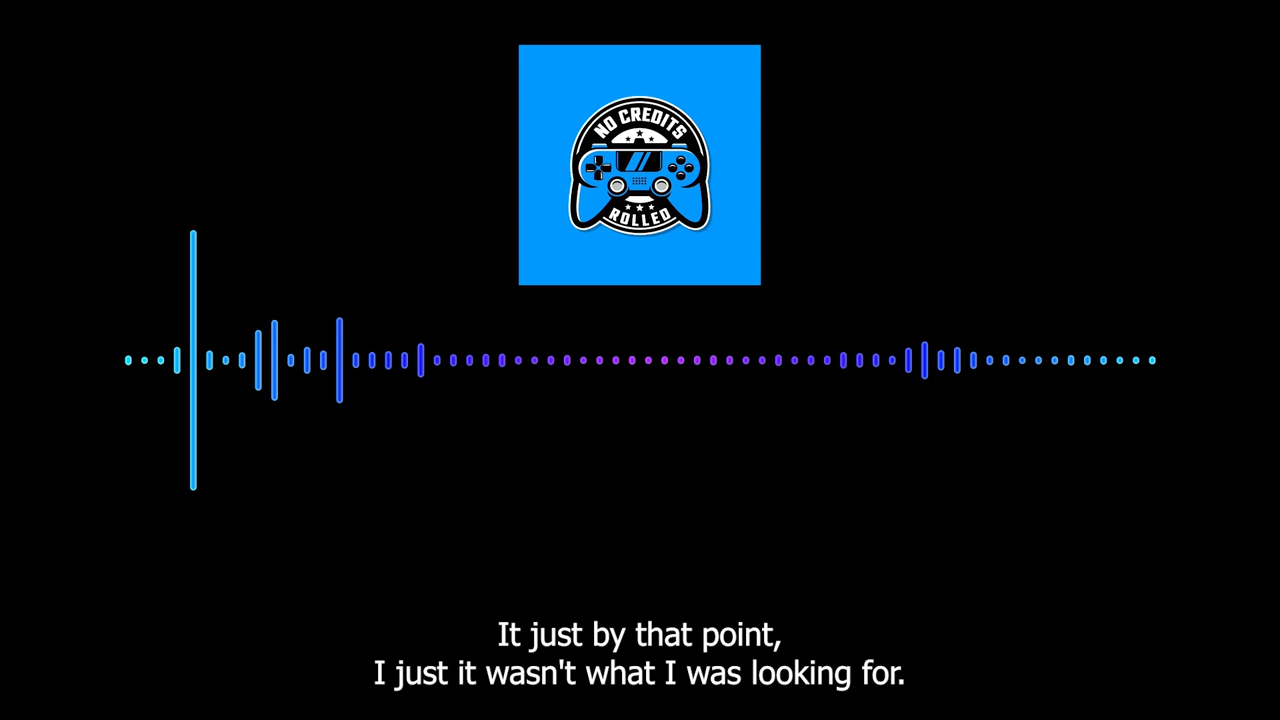 NO CREDITS
ROLLED
It just by that point,
I just it wasn't what I was looking for.